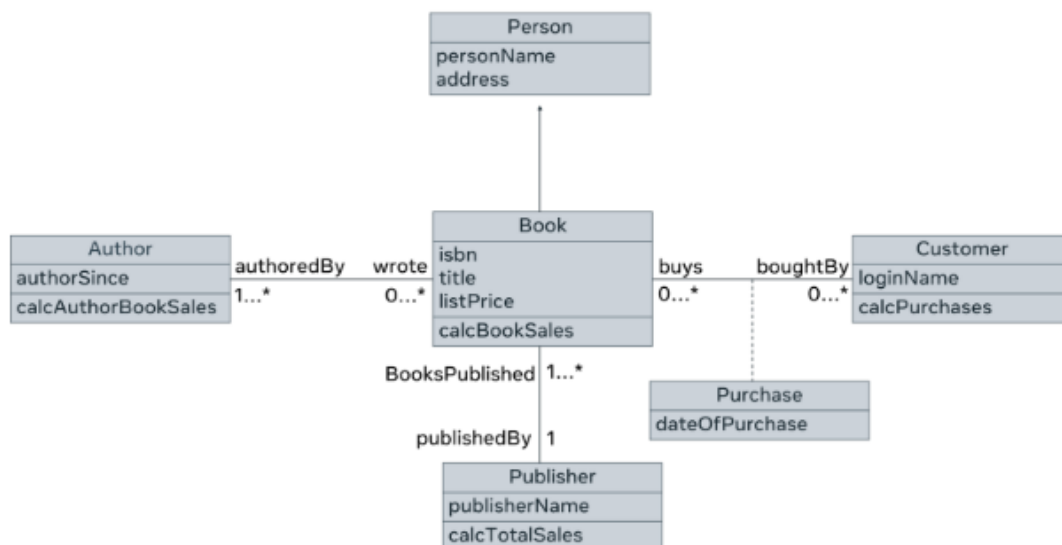 Person
personName
address
*
Book
isbn
title
listPrice
calcBookSales
Author
authorSince
calcAuthorBookSales
authoredBy wrote
1...* 0...*
buys boughtBy
0...* 0...*
Customer
loginName
calcPurchases
BooksPublished 1...*
publishedBy 1
Purchase
dateOfPurchase
Publisher
publisherName
calcTotalSales